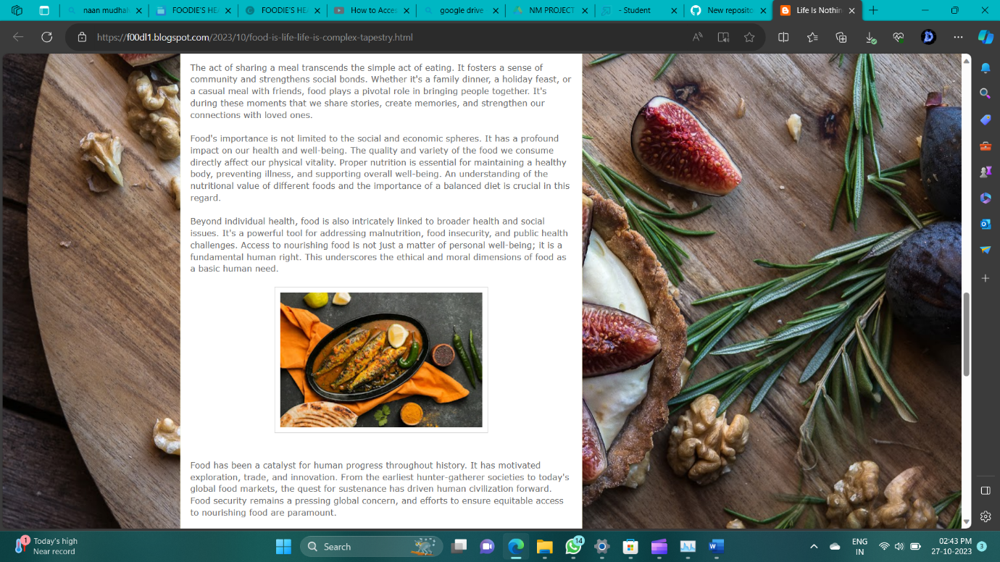 naan mudhal
FOODIE'S HEA
FOODIE'S HEA
How to Acces
google drive
NM PROJECT
- Student
New reposito
Life Is Nothin
https://f00dl1.blogspot.com/2023/10/food-is-life-life-is-complex-tapestry.html
The act of sharing a meal transcends the simple act of eating. It fosters a sense of
community and strengthens social bonds. Whether it's a family dinner, a holiday feast, or
a casual meal with friends, food plays a pivotal role in bringing people together. It's
during these moments that we share stories, create memories, and strengthen our
connections with loved ones.
Food's importance is not limited to the social and economic spheres. It has a profound
impact on our health and well-being. The quality and variety of the food we consume
directly affect our physical vitality. Proper nutrition is essential for maintaining a healthy
body, preventing illness, and supporting overall well-being. An understanding of the
nutritional value of different foods and the importance of a balanced diet is crucial in this
regard.
Beyond individual health, food is also intricately linked to broader health and social
issues. It's a powerful tool for addressing malnutrition, food insecurity, and public health
challenges. Access to nourishing food is not just a matter of personal well-being; it is a
fundamental human right. This underscores the ethical and moral dimensions of food as
a basic human need.
Food has been a catalyst for human progress throughout history. It has motivated
exploration, trade, and innovation. From the earliest hunter-gatherer societies to today's
global food markets, the quest for sustenance has driven human civilization forward.
Food security remains a pressing global concern, and efforts to ensure equitable access
to nourishing food are paramount.
1
Today's high
Near record
Search
14
ENG
IN
02:43 PM
27-10-2023
3